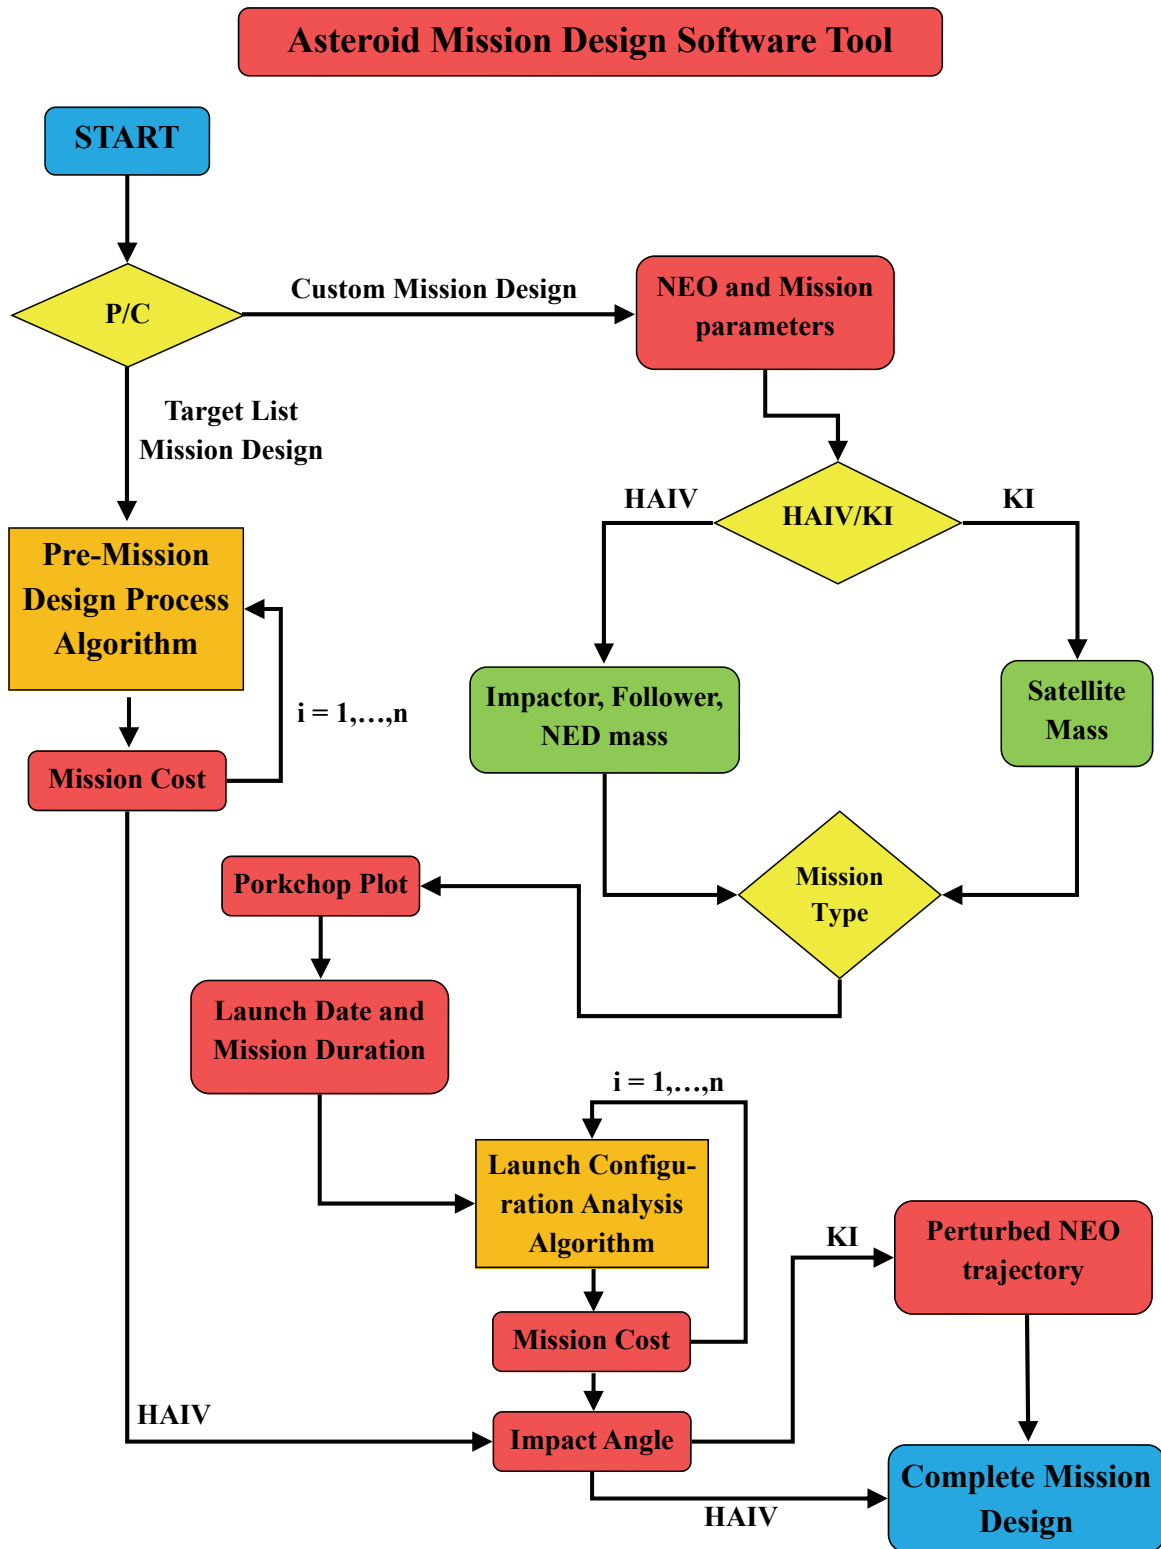 Asteroid Mission Design Software Tool
START
P/C
Custom Mission Design
NEO and Mission
parameters
Target List
Mission Design
HAIV
HAIV/KI
KI
Pre-Mission
Design Process
Algorithm
i = 1,…,n
Impactor, Follower,
NED mass
Satellite
Mass
Mission Cost
Mission
Type
Porkchop Plot
Launch Date and
Mission Duration
i = 1,…,n
Launch Configu-
ration Analysis
Algorithm
KI
Perturbed NEO
trajectory
Mission Cost
HAIV
Impact Angle
HAIV
Complete Mission
Design